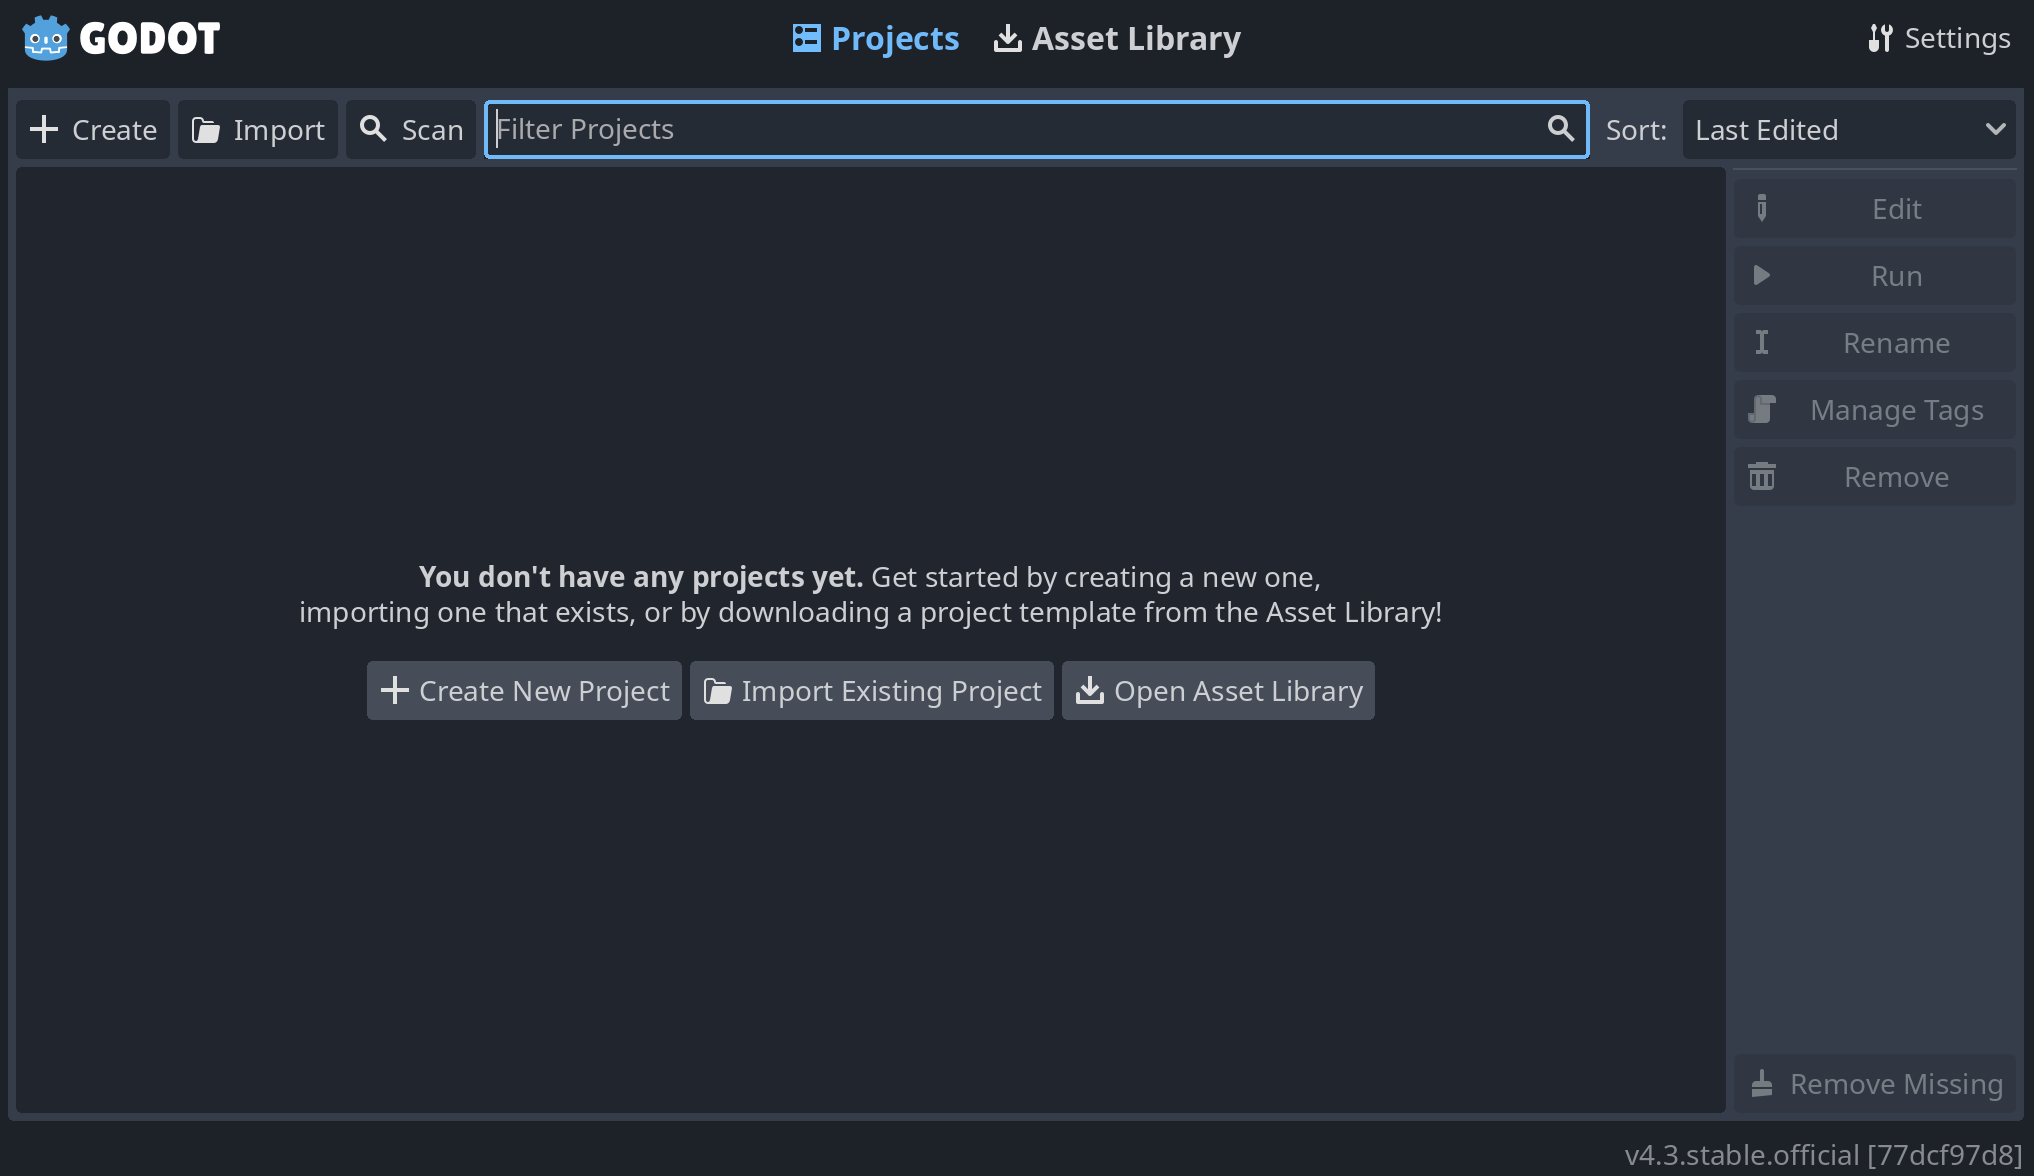 GODOT
Projects
Asset Library
Settings
Create
Import
Scan
Filter Projects
Sort:
Last Edited
Edit
Run
Rename
Manage Tags
Remove
You don't have any projects yet. Get started by creating a new one,
importing one that exists, or by downloading a project template from the Asset Library!
Create New Project
Import Existing Project
Open Asset Library
Remove Missing
v4.3.stable.official [77dcf97d8]